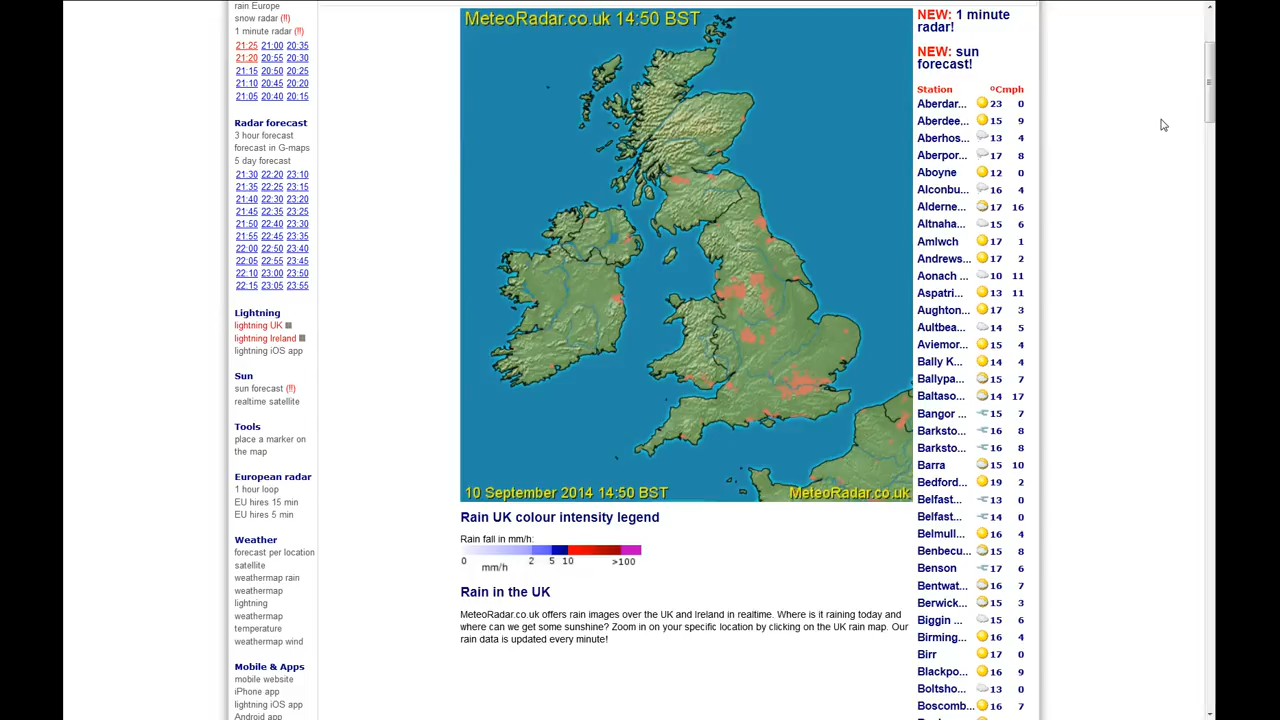 rain Europe
snow radar (!!)
1 minute radar (!!)
21:25 21:00 20:35
21:20 20:55 20:30
21:15 20:50 20:25
21:10 20:45 20:20
21:05 20:40 20:15
Radar forecast
3 hour forecast
forecast in G-maps
5 day forecast
21:30 22:20 23:10
21:35 22:25 23:15
21:40 22:30 23:20
21:45 22:35 23:25
21:50 22:40 23:30
21:55 22:45 23:35
22:00 22:50 23:40
22:05 22:55 23:45
22:10 23:00 23:50
22:15 23:05 23:55
Lightning
lightning UK
lightning Ireland
lightning iOS app
Sun
sun forecast (!!)
realtime satellite
Tools
place a marker on
the map
European radar
1 hour loop
EU hires 15 min
EU hires 5 min
Weather
forecast per location
satellite
weathermap rain
weathermap
lightning
weathermap
temperature
weathermap wind
Mobile & Apps
mobile website
iPhone app
lightning iOS app
Android app
MeteoRadar.co.uk 14:50 BST
10 September 2014 14:50 BST
MeteoRadar.co.uk
Rain UK colour intensity legend
Rain fall in mm/h:
0 2 5 10 >100
mm/h
Rain in the UK
MeteoRadar.co.uk offers rain images over the UK and Ireland in realtime. Where is it raining today and
where can we get some sunshine? Zoom in on your specific location by clicking on the UK rain map. Our
rain data is updated every minute!
NEW: 1 minute
radar!
NEW: sun
forecast!
Station ºC mph
Aberdar... 23 0
Aberdee... 15 9
Aberhos... 13 4
Aberpor... 17 8
Aboyne 12 0
Alconbu... 16 4
Alderne... 17 16
Altnaha... 15 6
Amlwch 17 1
Andrews... 17 2
Aonach ... 10 11
Aspatri... 13 11
Aughton... 17 3
Aultbea... 14 5
Aviemor... 15 4
Bally K... 14 4
Ballypa... 15 7
Baltaso... 14 17
Bangor ... 15 7
Barksto... 16 8
Barksto... 16 8
Barra 15 10
Bedford... 19 2
Belfast... 13 0
Belfast... 14 0
Belmull... 16 4
Benbecu... 15 8
Benson 17 6
Bentwat... 16 7
Berwick... 15 3
Biggin ... 15 6
Birming... 16 4
Birr 17 0
Blackpo... 16 9
Boltsho... 13 0
Boscomb... 16 7